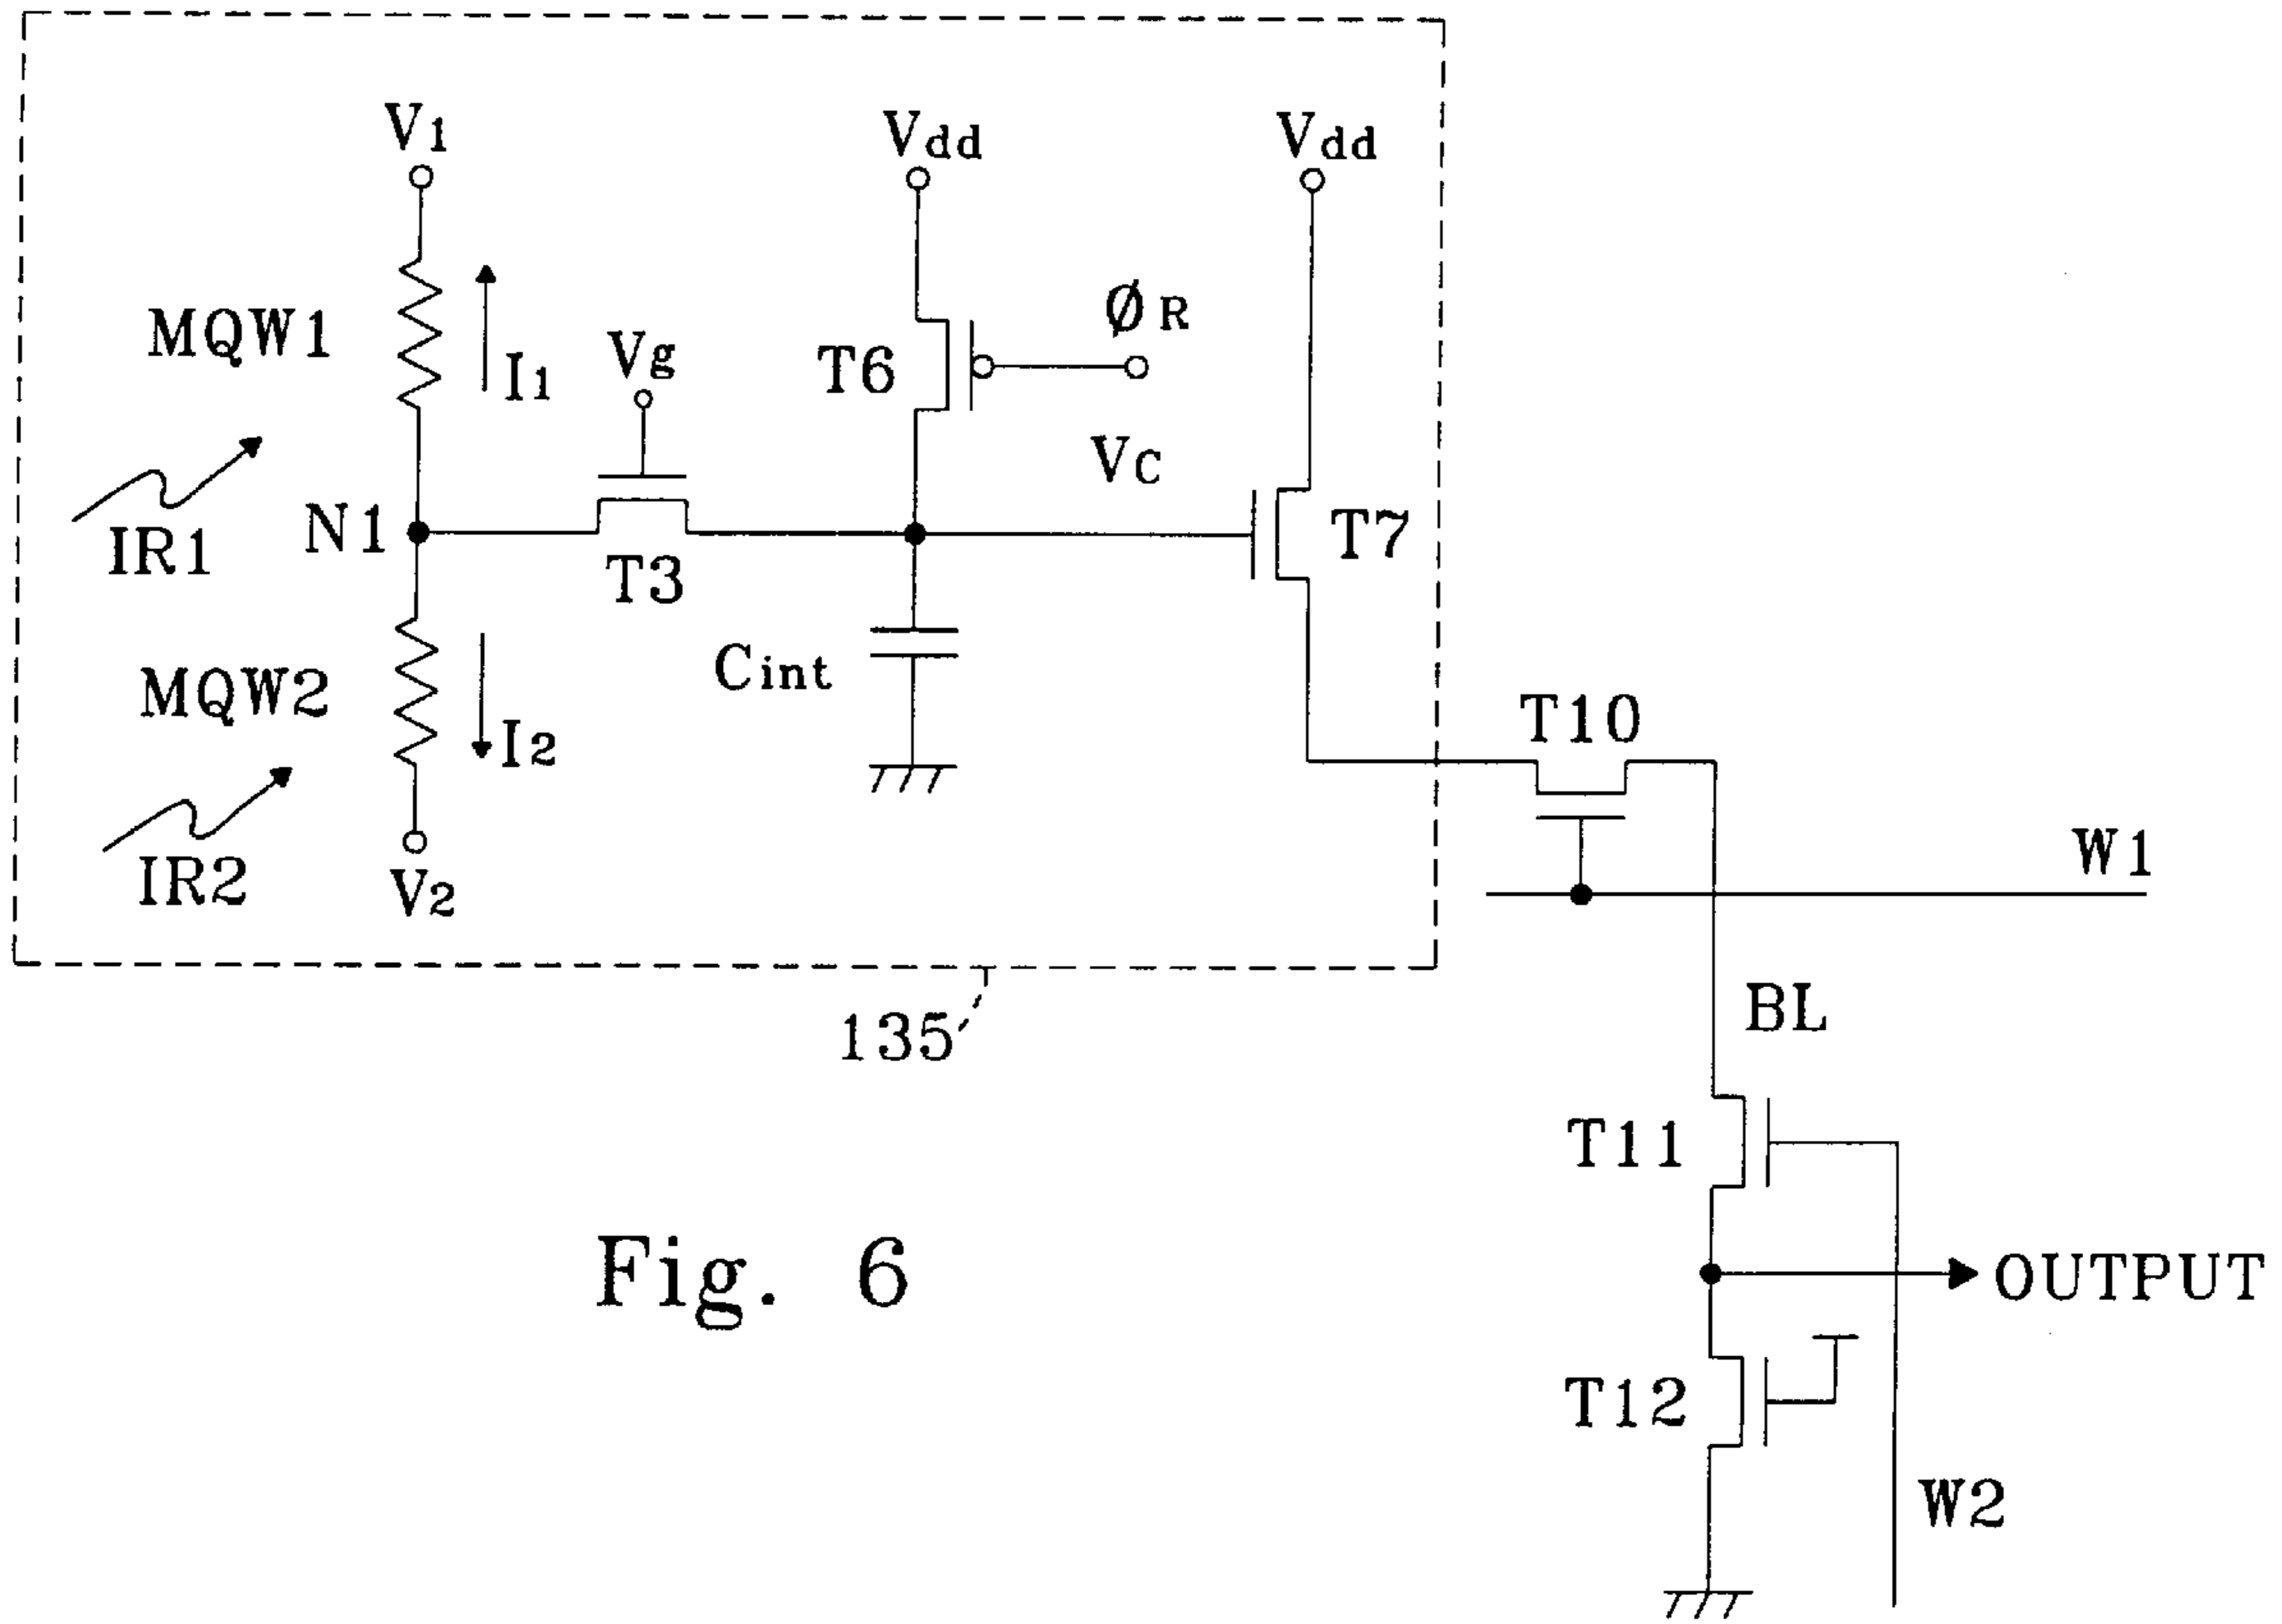 V1
Vdd
Vdd
MQW1
I1
Vg
T6
ØR
VC
IR1
N1
T3
T7
MQW2
I2
Cint
T10
IR2
V2
W1
135
BL
T11
OUTPUT
T12
W2
Fig. 6